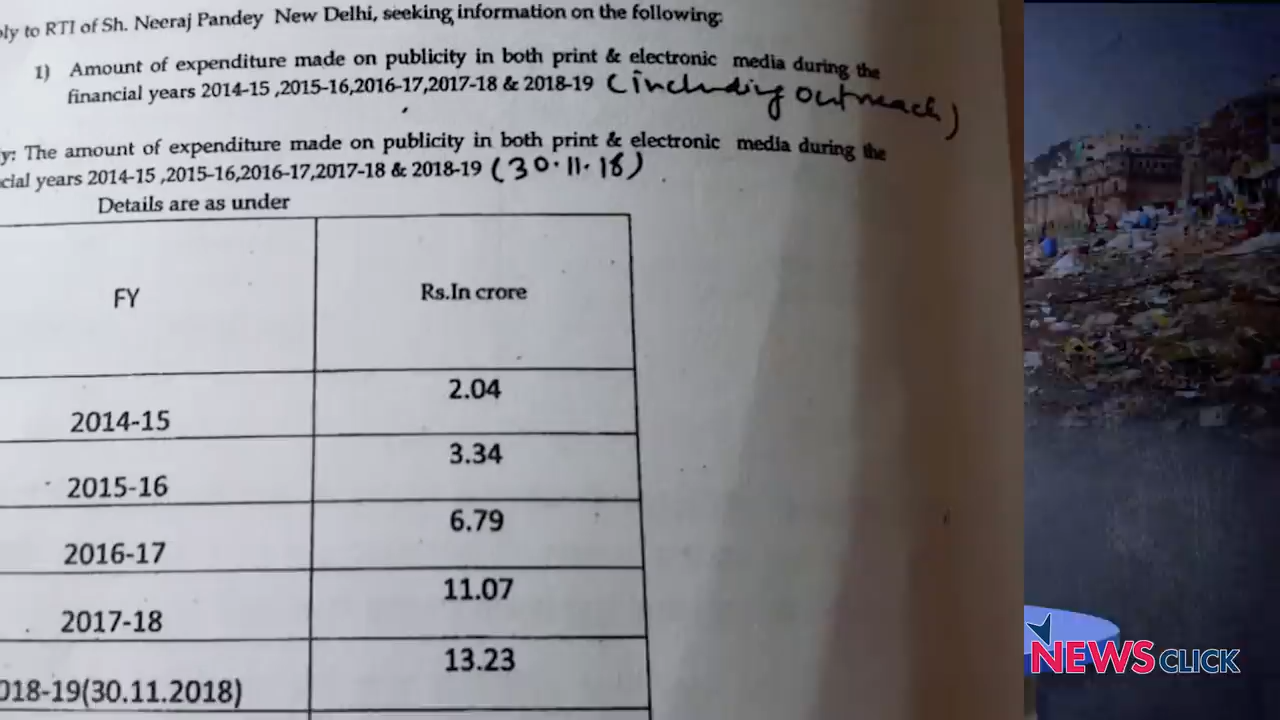 ply to RTI of Sh. Neeraj Pandey New Delhi, seeking information on the following:
1) Amount of expenditure made on publicity in both print & electronic media during the
financial years 2014-15 ,2015-16,2016-17,2017-18 & 2018-19 (including outreach)
y: The amount of expenditure made on publicity in both print & electronic media during the
cial years 2014-15 ,2015-16,2016-17,2017-18 & 2018-19 (30.11.18)
Details are as under
FY Rs.In crore
2014-15 2.04
2015-16 3.34
2016-17 6.79
2017-18 11.07
018-19(30.11.2018) 13.23
NEWSCLICK